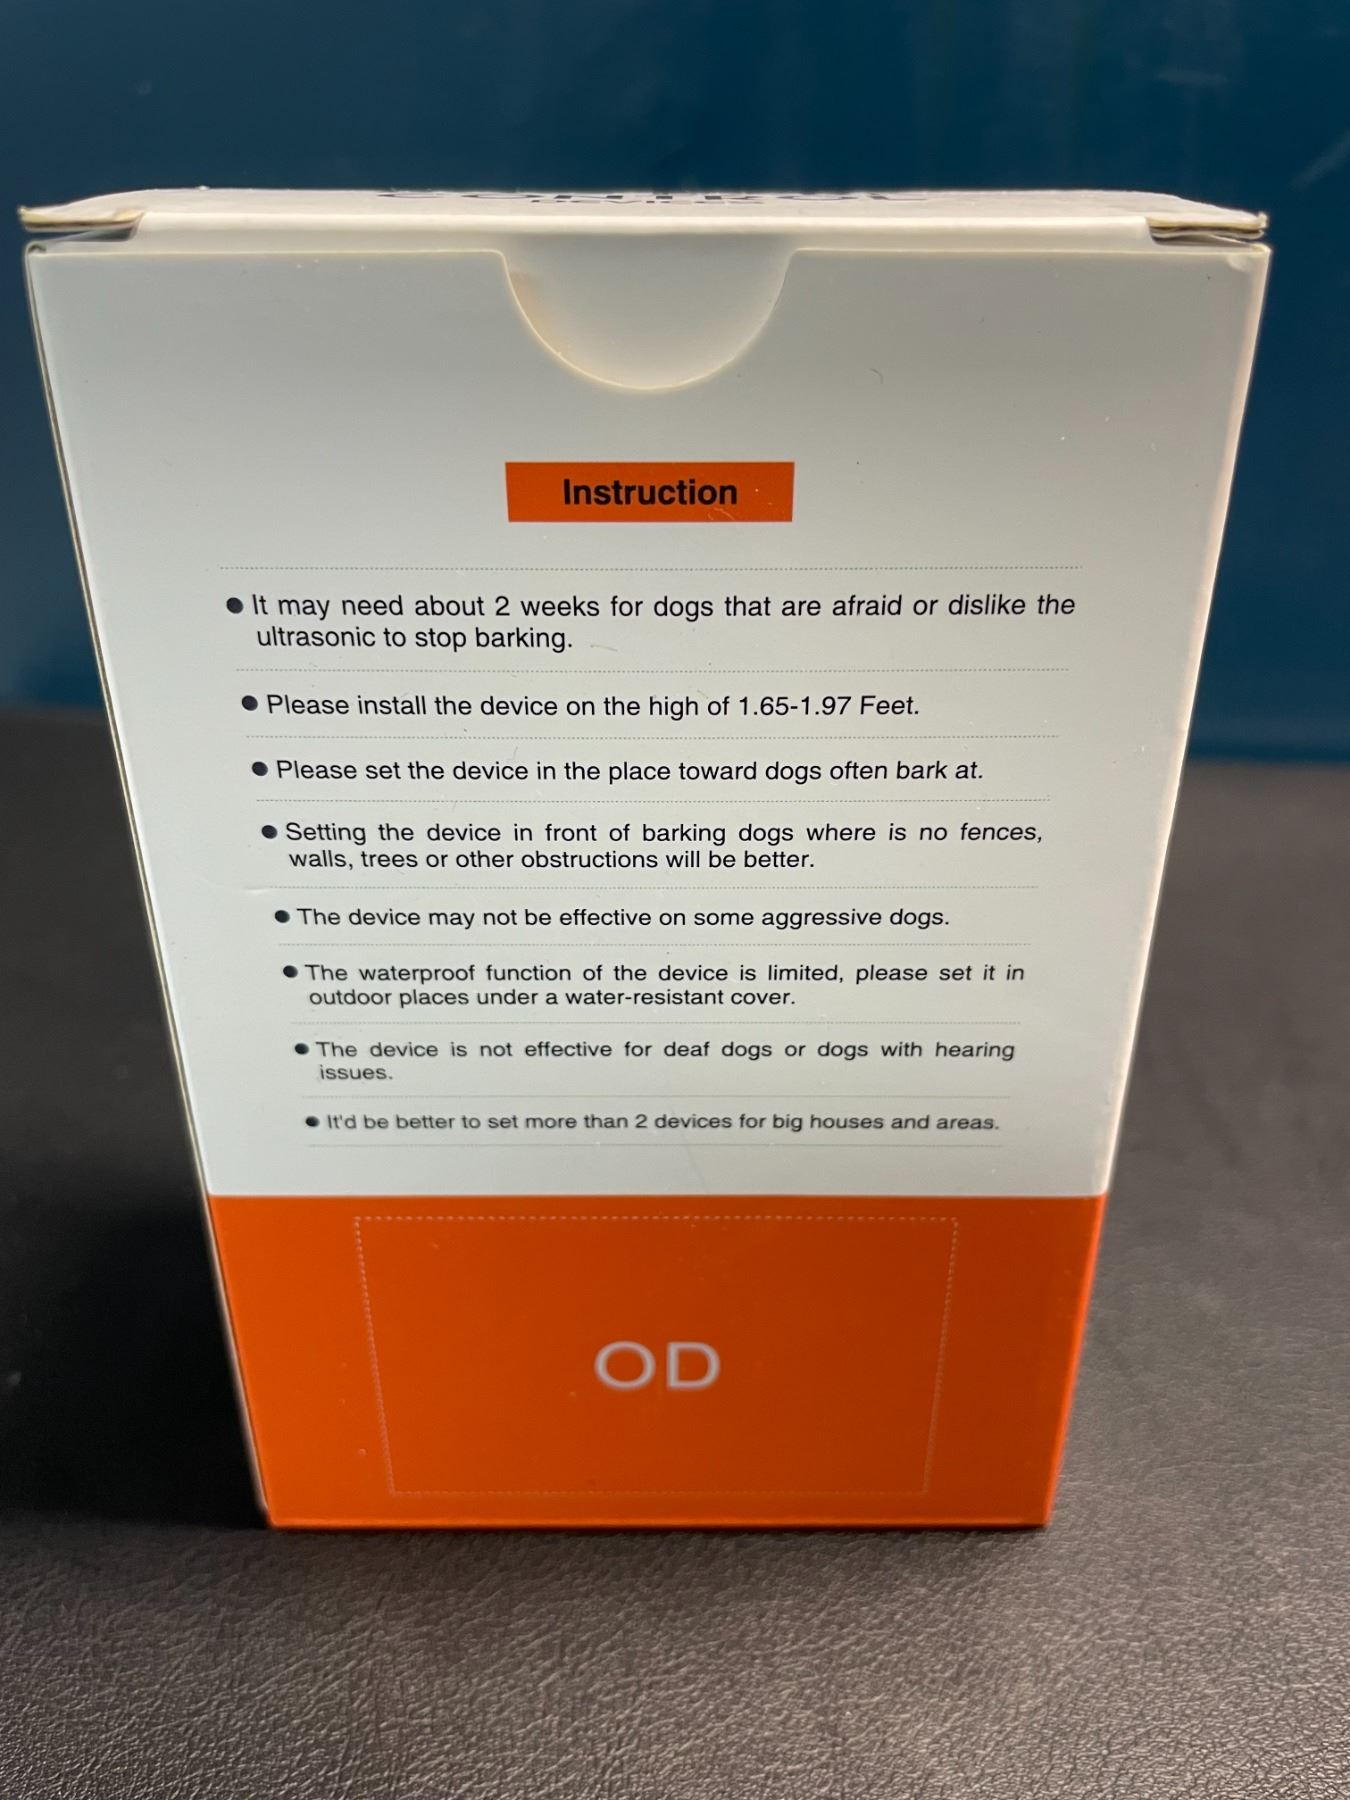 CONTROL
Instruction
● It may need about 2 weeks for dogs that are afraid or dislike the
ultrasonic to stop barking.
● Please install the device on the high of 1.65-1.97 Feet.
● Please set the device in the place toward dogs often bark at.
● Setting the device in front of barking dogs where is no fences,
walls, trees or other obstructions will be better.
● The device may not be effective on some aggressive dogs.
● The waterproof function of the device is limited, please set it in
outdoor places under a water-resistant cover.
● The device is not effective for deaf dogs or dogs with hearing
issues.
● It'd be better to set more than 2 devices for big houses and areas.
OD